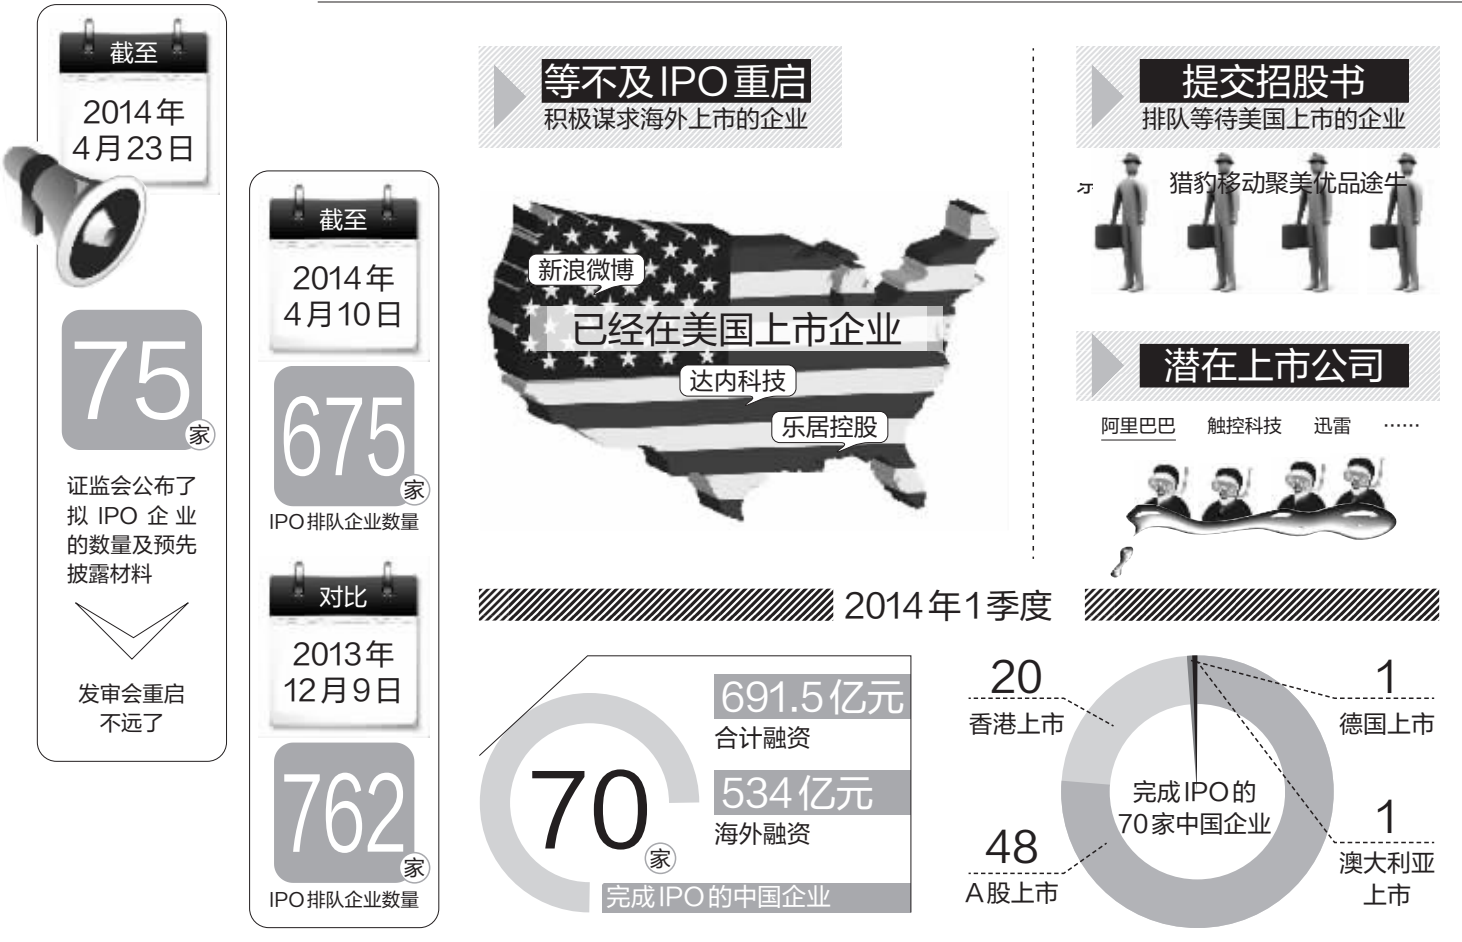 截至
2014年
4月23日
75
家
证监会公布了
拟 IPO 企业
的数量及预先
披露材料
发审会重启
不远了
截至
2014年
4月10日
675
家
IPO排队企业数量
对比
2013年
12月9日
762
家
IPO排队企业数量
等不及IPO重启
积极谋求海外上市的企业
新浪微博
已经在美国上市企业
达内科技
乐居控股
提交招股书
排队等待美国上市的企业
猎豹移动聚美优品途牛
潜在上市公司
阿里巴巴 触控科技 迅雷 ……
2014年1季度
70
家
691.5亿元
合计融资
534亿元
海外融资
完成IPO的中国企业
20
香港上市
48
A股上市
完成IPO的
70家中国企业
1
德国上市
1
澳大利亚
上市